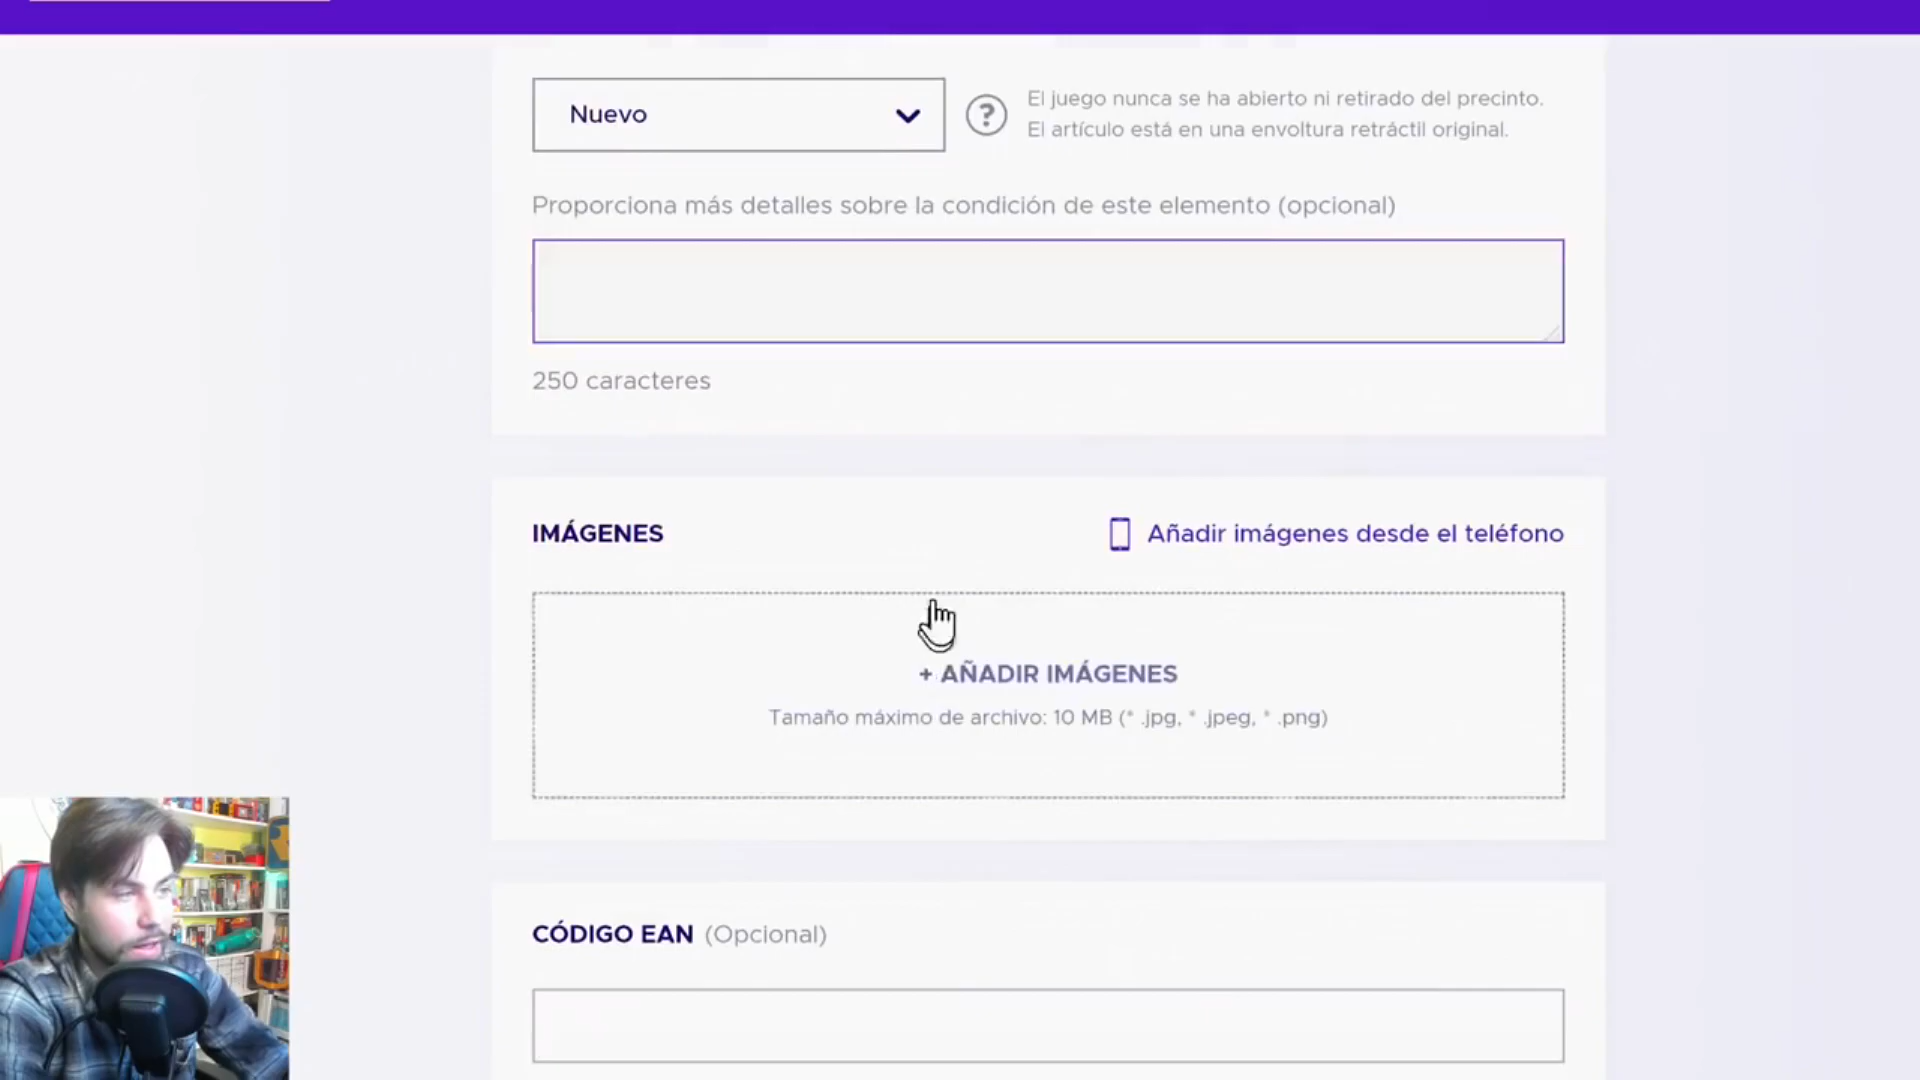 Nuevo
El juego nunca se ha abierto ni retirado del precinto.
El artículo está en una envoltura retráctil original.
Proporciona más detalles sobre la condición de este elemento (opcional)
250 caracteres
IMÁGENES
Añadir imágenes desde el teléfono
+ AÑADIR IMÁGENES
Tamaño máximo de archivo: 10 MB (* .jpg, * .jpeg, * .png)
CÓDIGO EAN (Opcional)